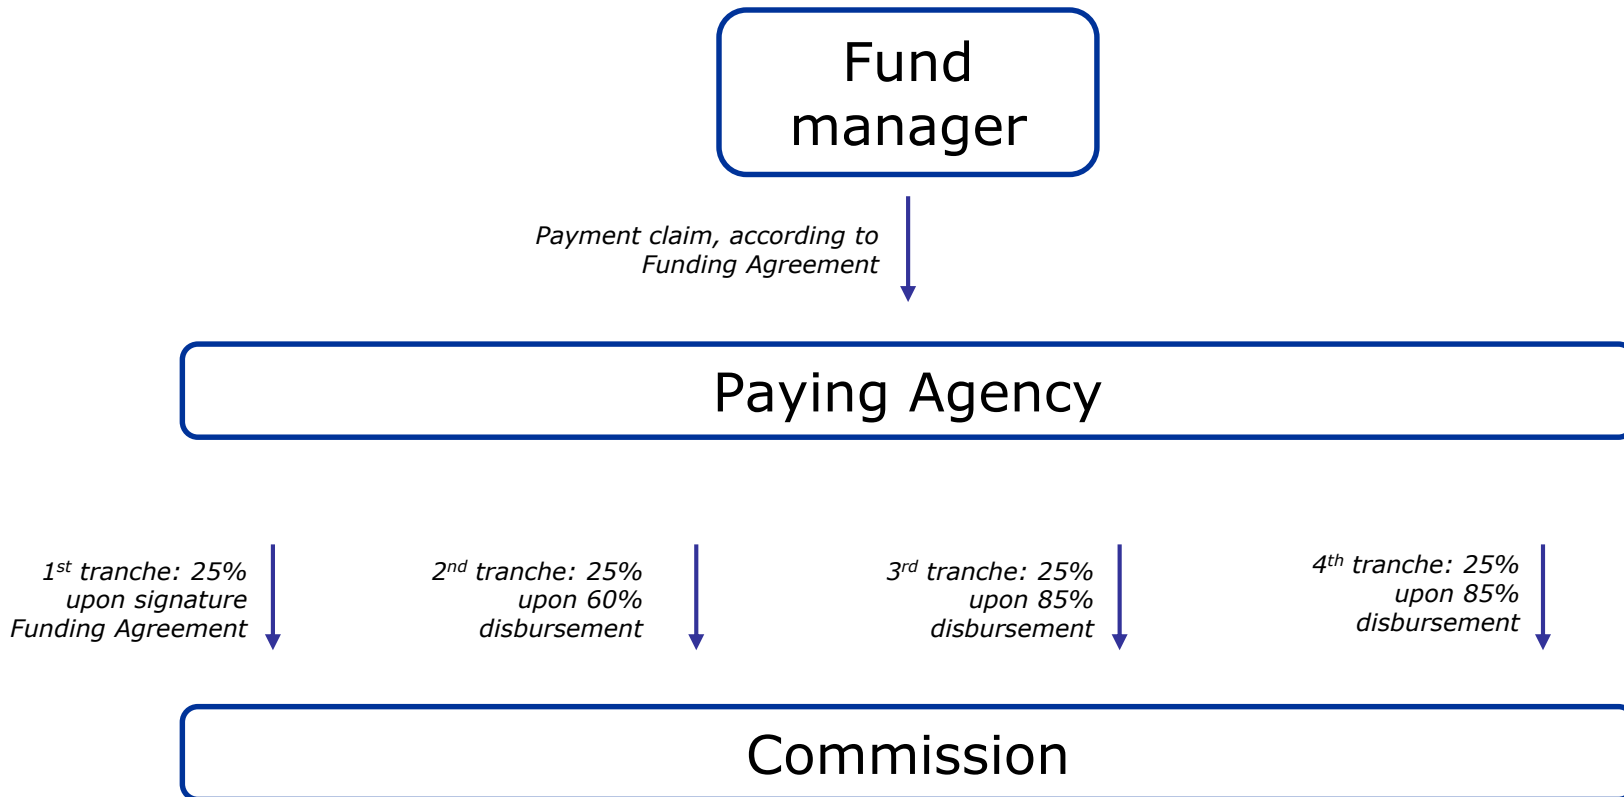 Fund
manager
Payment claim, according to
Funding Agreement
Paying Agency
1st tranche: 25%
upon signature
Funding Agreement
2nd tranche: 25%
upon 60%
disbursement
3rd tranche: 25%
upon 85%
disbursement
4th tranche: 25%
upon 85%
disbursement
Commission